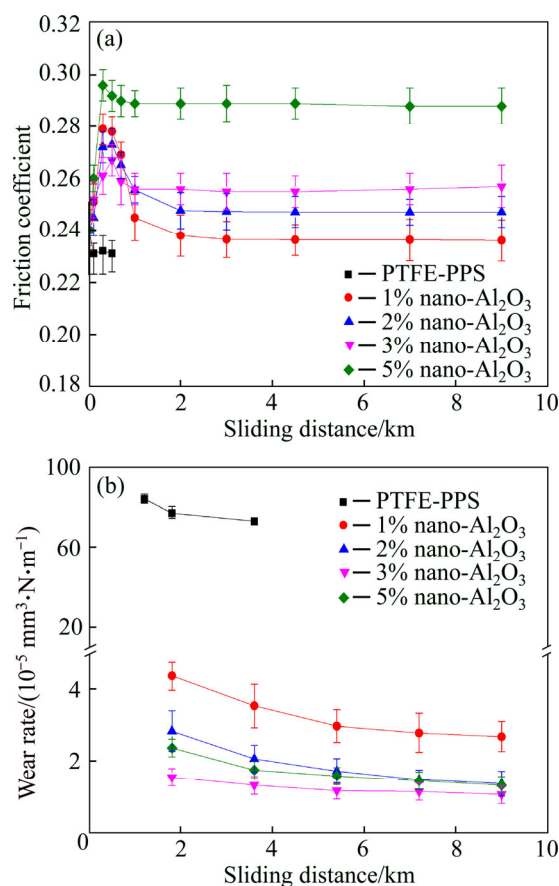 (a)
0.32
0.30
0.28
0.26
0.24
0.22
0.20
0.18
Friction coefficient
PTFE-PPS
1% nano-Al₂O₃
2% nano-Al₂O₃
3% nano-Al₂O₃
5% nano-Al₂O₃
0 2 4 6 8 10
Sliding distance/km
(b)
100
60
20
4
2
0
Wear rate/(10⁻⁵ mm³·N·m⁻¹)
PTFE-PPS
1% nano-Al₂O₃
2% nano-Al₂O₃
3% nano-Al₂O₃
5% nano-Al₂O₃
2 4 6 8 10
Sliding distance/km